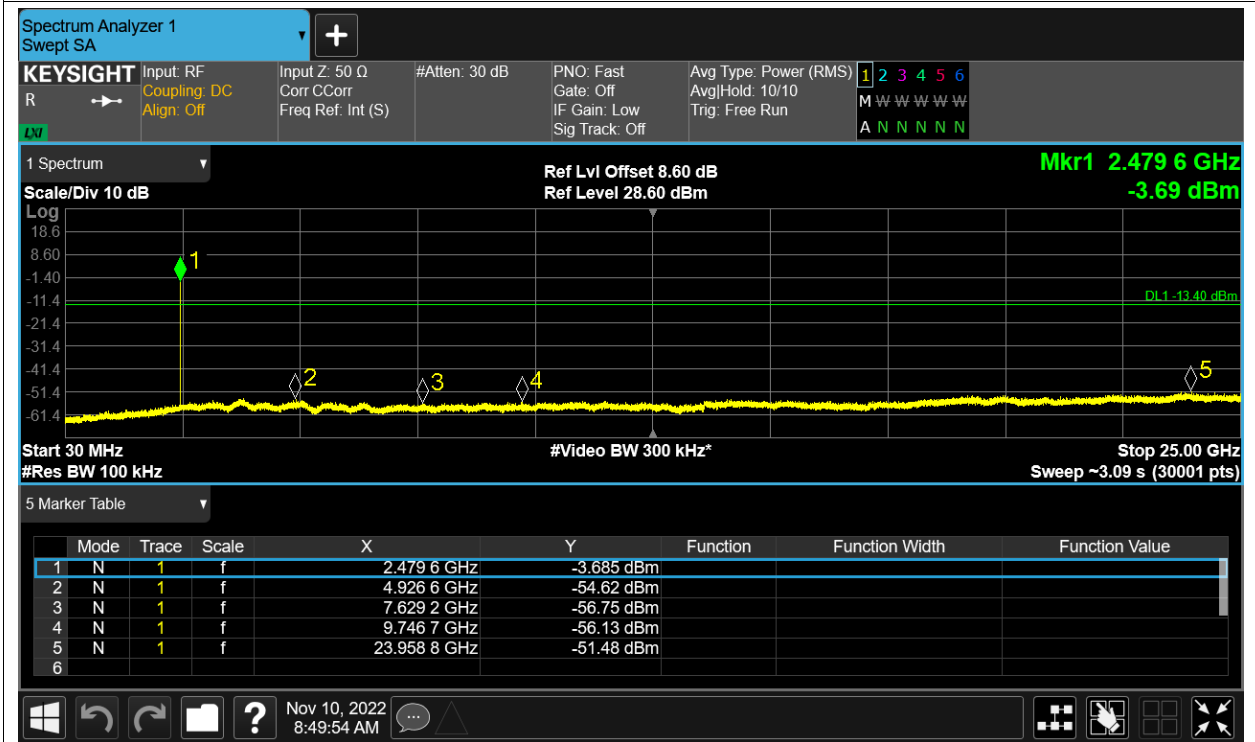 Spectrum Analyzer 1
Swept SA
KEYSIGHT
R
LXI
Input: RF
Coupling: DC
Align: Off
Input Z: 50 Ω
Corr CCorr
Freq Ref: Int (S)
#Atten: 30 dB
PNO: Fast
Gate: Off
IF Gain: Low
Sig Track: Off
Avg Type: Power (RMS)
Avg|Hold: 10/10
Trig: Free Run
1 2 3 4 5 6
M W W W W W
A N N N N N
1 Spectrum
Scale/Div 10 dB
Ref Lvl Offset 8.60 dB
Ref Level 28.60 dBm
Mkr1 2.479 6 GHz
-3.69 dBm
Log
18.6
8.60
-1.40
-11.4
-21.4
-31.4
-41.4
-51.4
-61.4
1
2
3
4
5
DL1 -13.40 dBm
Start 30 MHz
#Video BW 300 kHz*
Stop 25.00 GHz
#Res BW 100 kHz
Sweep ~3.09 s (30001 pts)
5 Marker Table
Mode Trace Scale X Y Function Function Width Function Value
1 N 1 f 2.479 6 GHz -3.685 dBm
2 N 1 f 4.926 6 GHz -54.62 dBm
3 N 1 f 7.629 2 GHz -56.75 dBm
4 N 1 f 9.746 7 GHz -56.13 dBm
5 N 1 f 23.958 8 GHz -51.48 dBm
6
?
Nov 10, 2022
8:49:54 AM